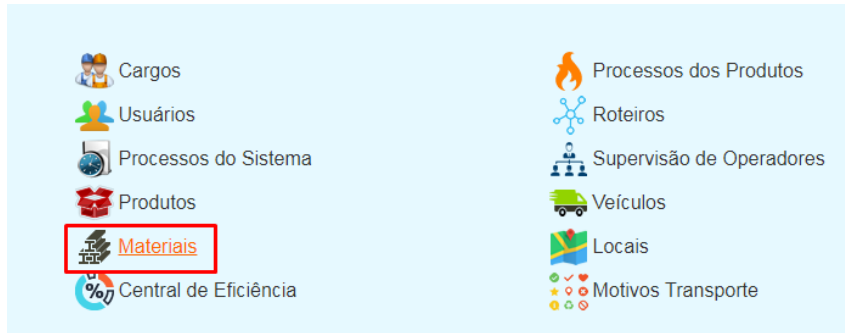 Cargos
Usuários
Processos do Sistema
Produtos
Materiais
Central de Eficiência
Processos dos Produtos
Roteiros
Supervisão de Operadores
Veículos
Locais
Motivos Transporte